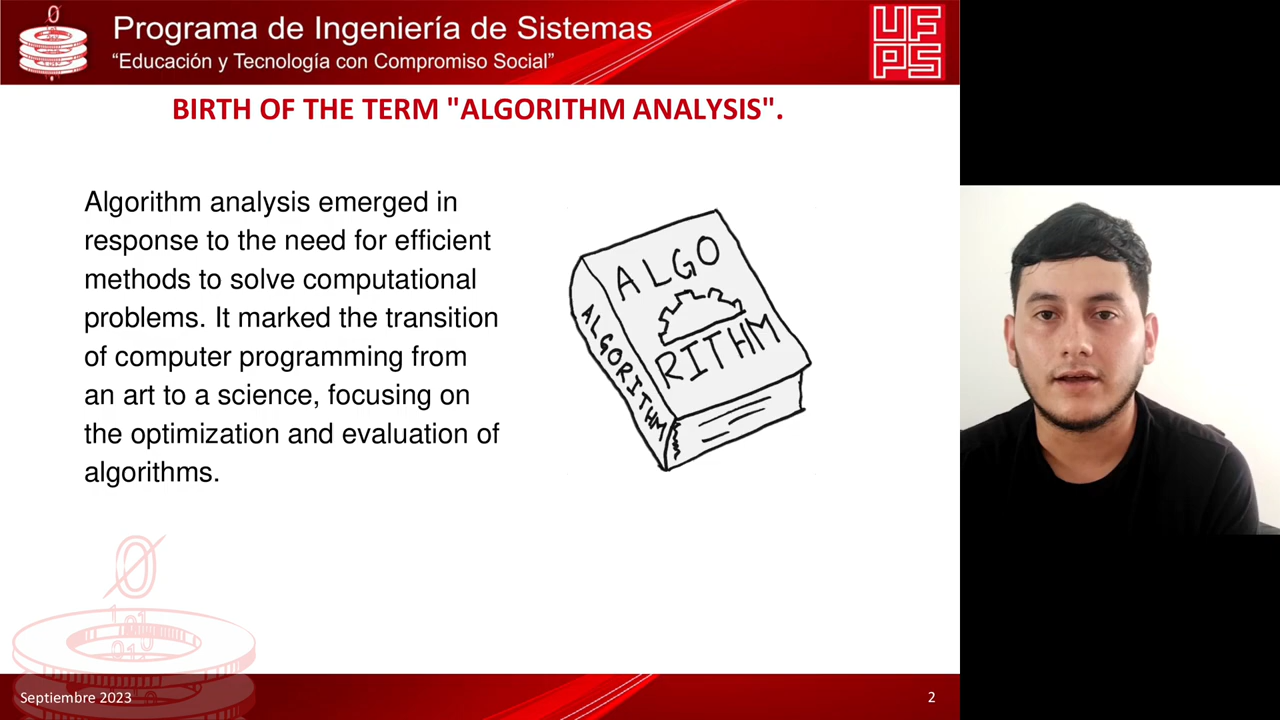 Programa de Ingeniería de Sistemas
“Educación y Tecnología con Compromiso Social”
UF
PS
BIRTH OF THE TERM "ALGORITHM ANALYSIS".
Algorithm analysis emerged in
response to the need for efficient
methods to solve computational
problems. It marked the transition
of computer programming from
an art to a science, focusing on
the optimization and evaluation of
algorithms.
ALGO
RITHM
ALGORITHM
Septiembre 2023
2